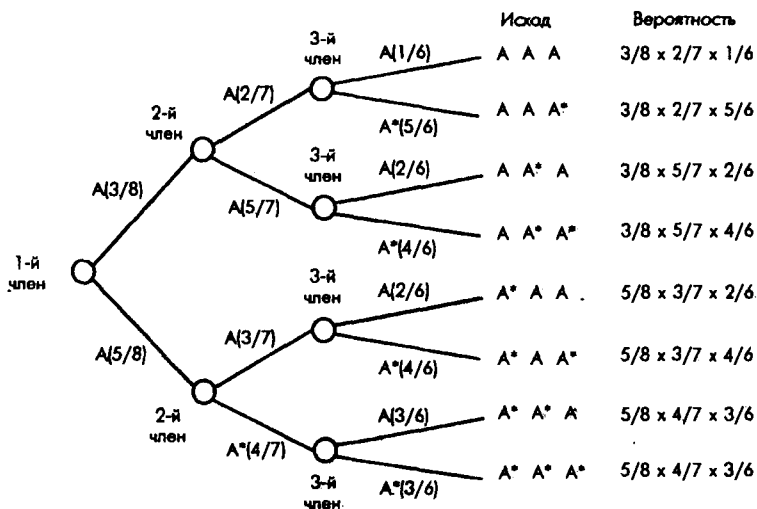 Исход Вероятность
3-й
член
A(1/6)
A A A 3/8 x 2/7 x 1/6
A(2/7)
2-й
член
A*(5/6)
A A A* 3/8 x 2/7 x 5/6
3-й
член
A(2/6)
A A* A 3/8 x 5/7 x 2/6
A(3/8)
A(5/7)
A*(4/6)
A A* A* 3/8 x 5/7 x 4/6
1-й
член
3-й
член
A(2/6)
A* A A 5/8 x 3/7 x 2/6
A(5/8)
A(3/7)
A*(4/6)
A* A A* 5/8 x 3/7 x 4/6
2-й
член
A(3/6)
A* A* A 5/8 x 4/7 x 3/6
A*(4/7)
3-й
член
A*(3/6)
A* A* A* 5/8 x 4/7 x 3/6